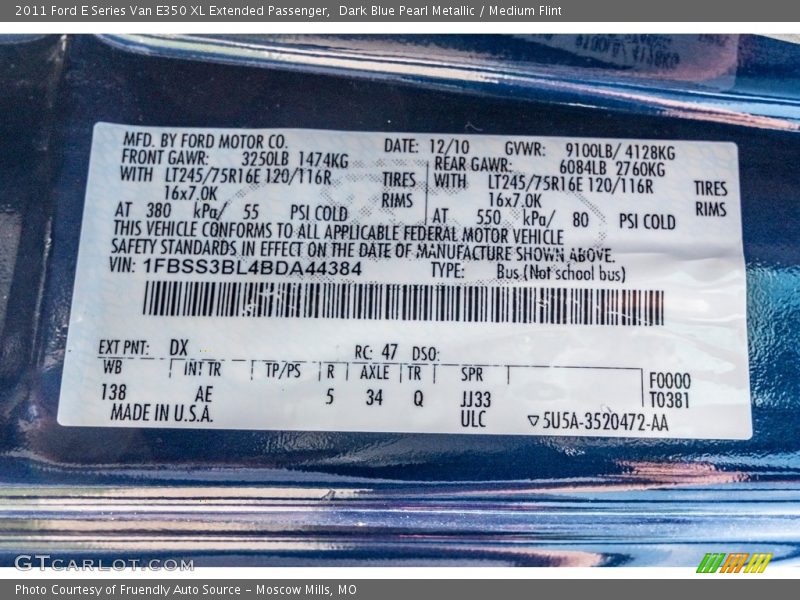 2011 Ford E Series Van E350 XL Extended Passenger, Dark Blue Pearl Metallic / Medium Flint
MFD. BY FORD MOTOR CO. DATE: 12/10 GVWR: 9100LB/ 4128KG
FRONT GAWR: 3250LB 1474KG REAR GAWR: 6084LB 2760KG
WITH LT245/75R16E 120/116R TIRES WITH LT245/75R16E 120/116R TIRES
16x7.0K RIMS 16x7.0K RIMS
AT 380 kPa/ 55 PSI COLD AT 550 kPa/ 80 PSI COLD
THIS VEHICLE CONFORMS TO ALL APPLICABLE FEDERAL MOTOR VEHICLE
SAFETY STANDARDS IN EFFECT ON THE DATE OF MANUFACTURE SHOWN ABOVE.
VIN: 1FBSS3BL4BDA44384 TYPE: Bus (Not school bus)
EXT PNT: DX RC: 47 DSO:
WB INT TR TP/PS R AXLE TR SPR
F0000
138 AE 5 34 Q JJ33 T0381
MADE IN U.S.A. ULC ▽5U5A-3520472-AA
GTCARLOT.COM
Photo Courtesy of Fruendly Auto Source – Moscow Mills, MO